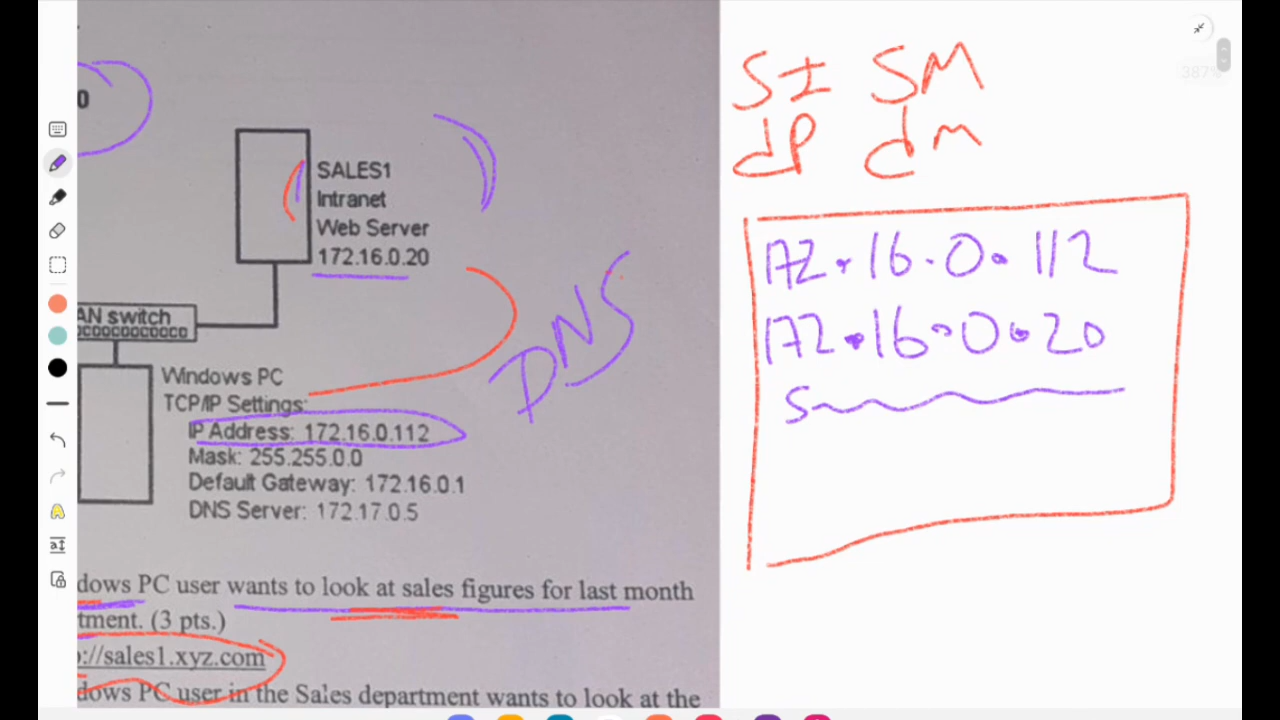 0
SALES1
Intranet
Web Server
172.16.0.20
AN switch
Windows PC
TCP/IP Settings:
IP Address: 172.16.0.112
Mask: 255.255.0.0
Default Gateway: 172.16.0.1
DNS Server: 172.17.0.5
DNS
dows PC user wants to look at sales figures for last month
tment. (3 pts.)
://sales1.xyz.com
dows PC user in the Sales department wants to look at the
387%
SI SM
dP dm
172.16.0.112
172.16.0.20